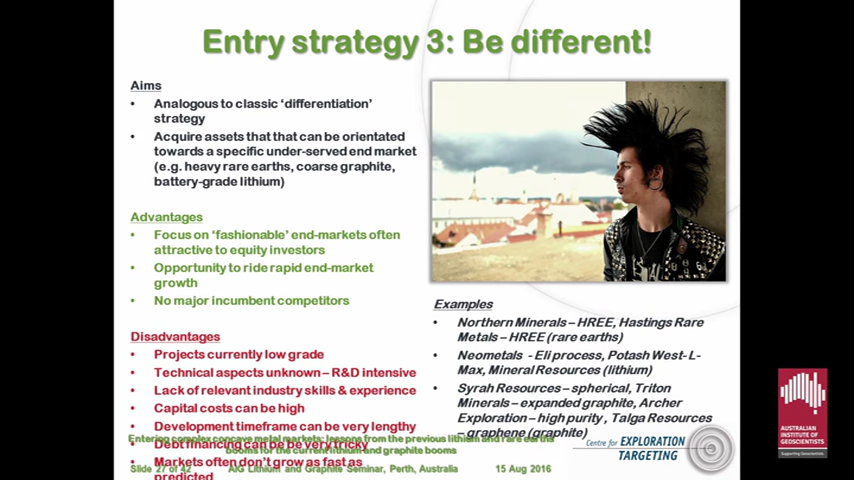 Entry strategy 3: Be different!
Aims
• Analogous to classic ‘differentiation’
strategy
• Acquire assets that that can be orientated
towards a specific under-served end market
(e.g. heavy rare earths, coarse graphite,
battery-grade lithium)
Advantages
• Focus on ‘fashionable’ end-markets often
attractive to equity investors
• Opportunity to ride rapid end-market
growth
• No major incumbent competitors
Disadvantages
• Projects currently low grade
• Technical aspects unknown – R&D intensive
• Lack of relevant industry skills & experience
• Capital costs can be high
• Development timeframe can be very lengthy
• Debt financing can be be very tricky
• Markets often don’t grow as fast as
predicted
Examples
• Northern Minerals – HREE, Hastings Rare
Metals – HREE (rare earths)
• Neometals - Eli process, Potash West- L-
Max, Mineral Resources (lithium)
• Syrah Resources – spherical, Triton
Minerals – expanded graphite, Archer
Exploration – high purity , Talga Resources
– graphene (graphite)
Entering complex concave metal markets: lessons from the previous lithium and rare earths
booms for the current lithium and graphite booms
Slide 27 of 42 AIG Lithium and Graphite Seminar, Perth, Australia 15 Aug 2016
Centre for EXPLORATION
TARGETING
AUSTRALIAN
INSTITUTE OF
GEOSCIENTISTS
Supporting Geoscientists